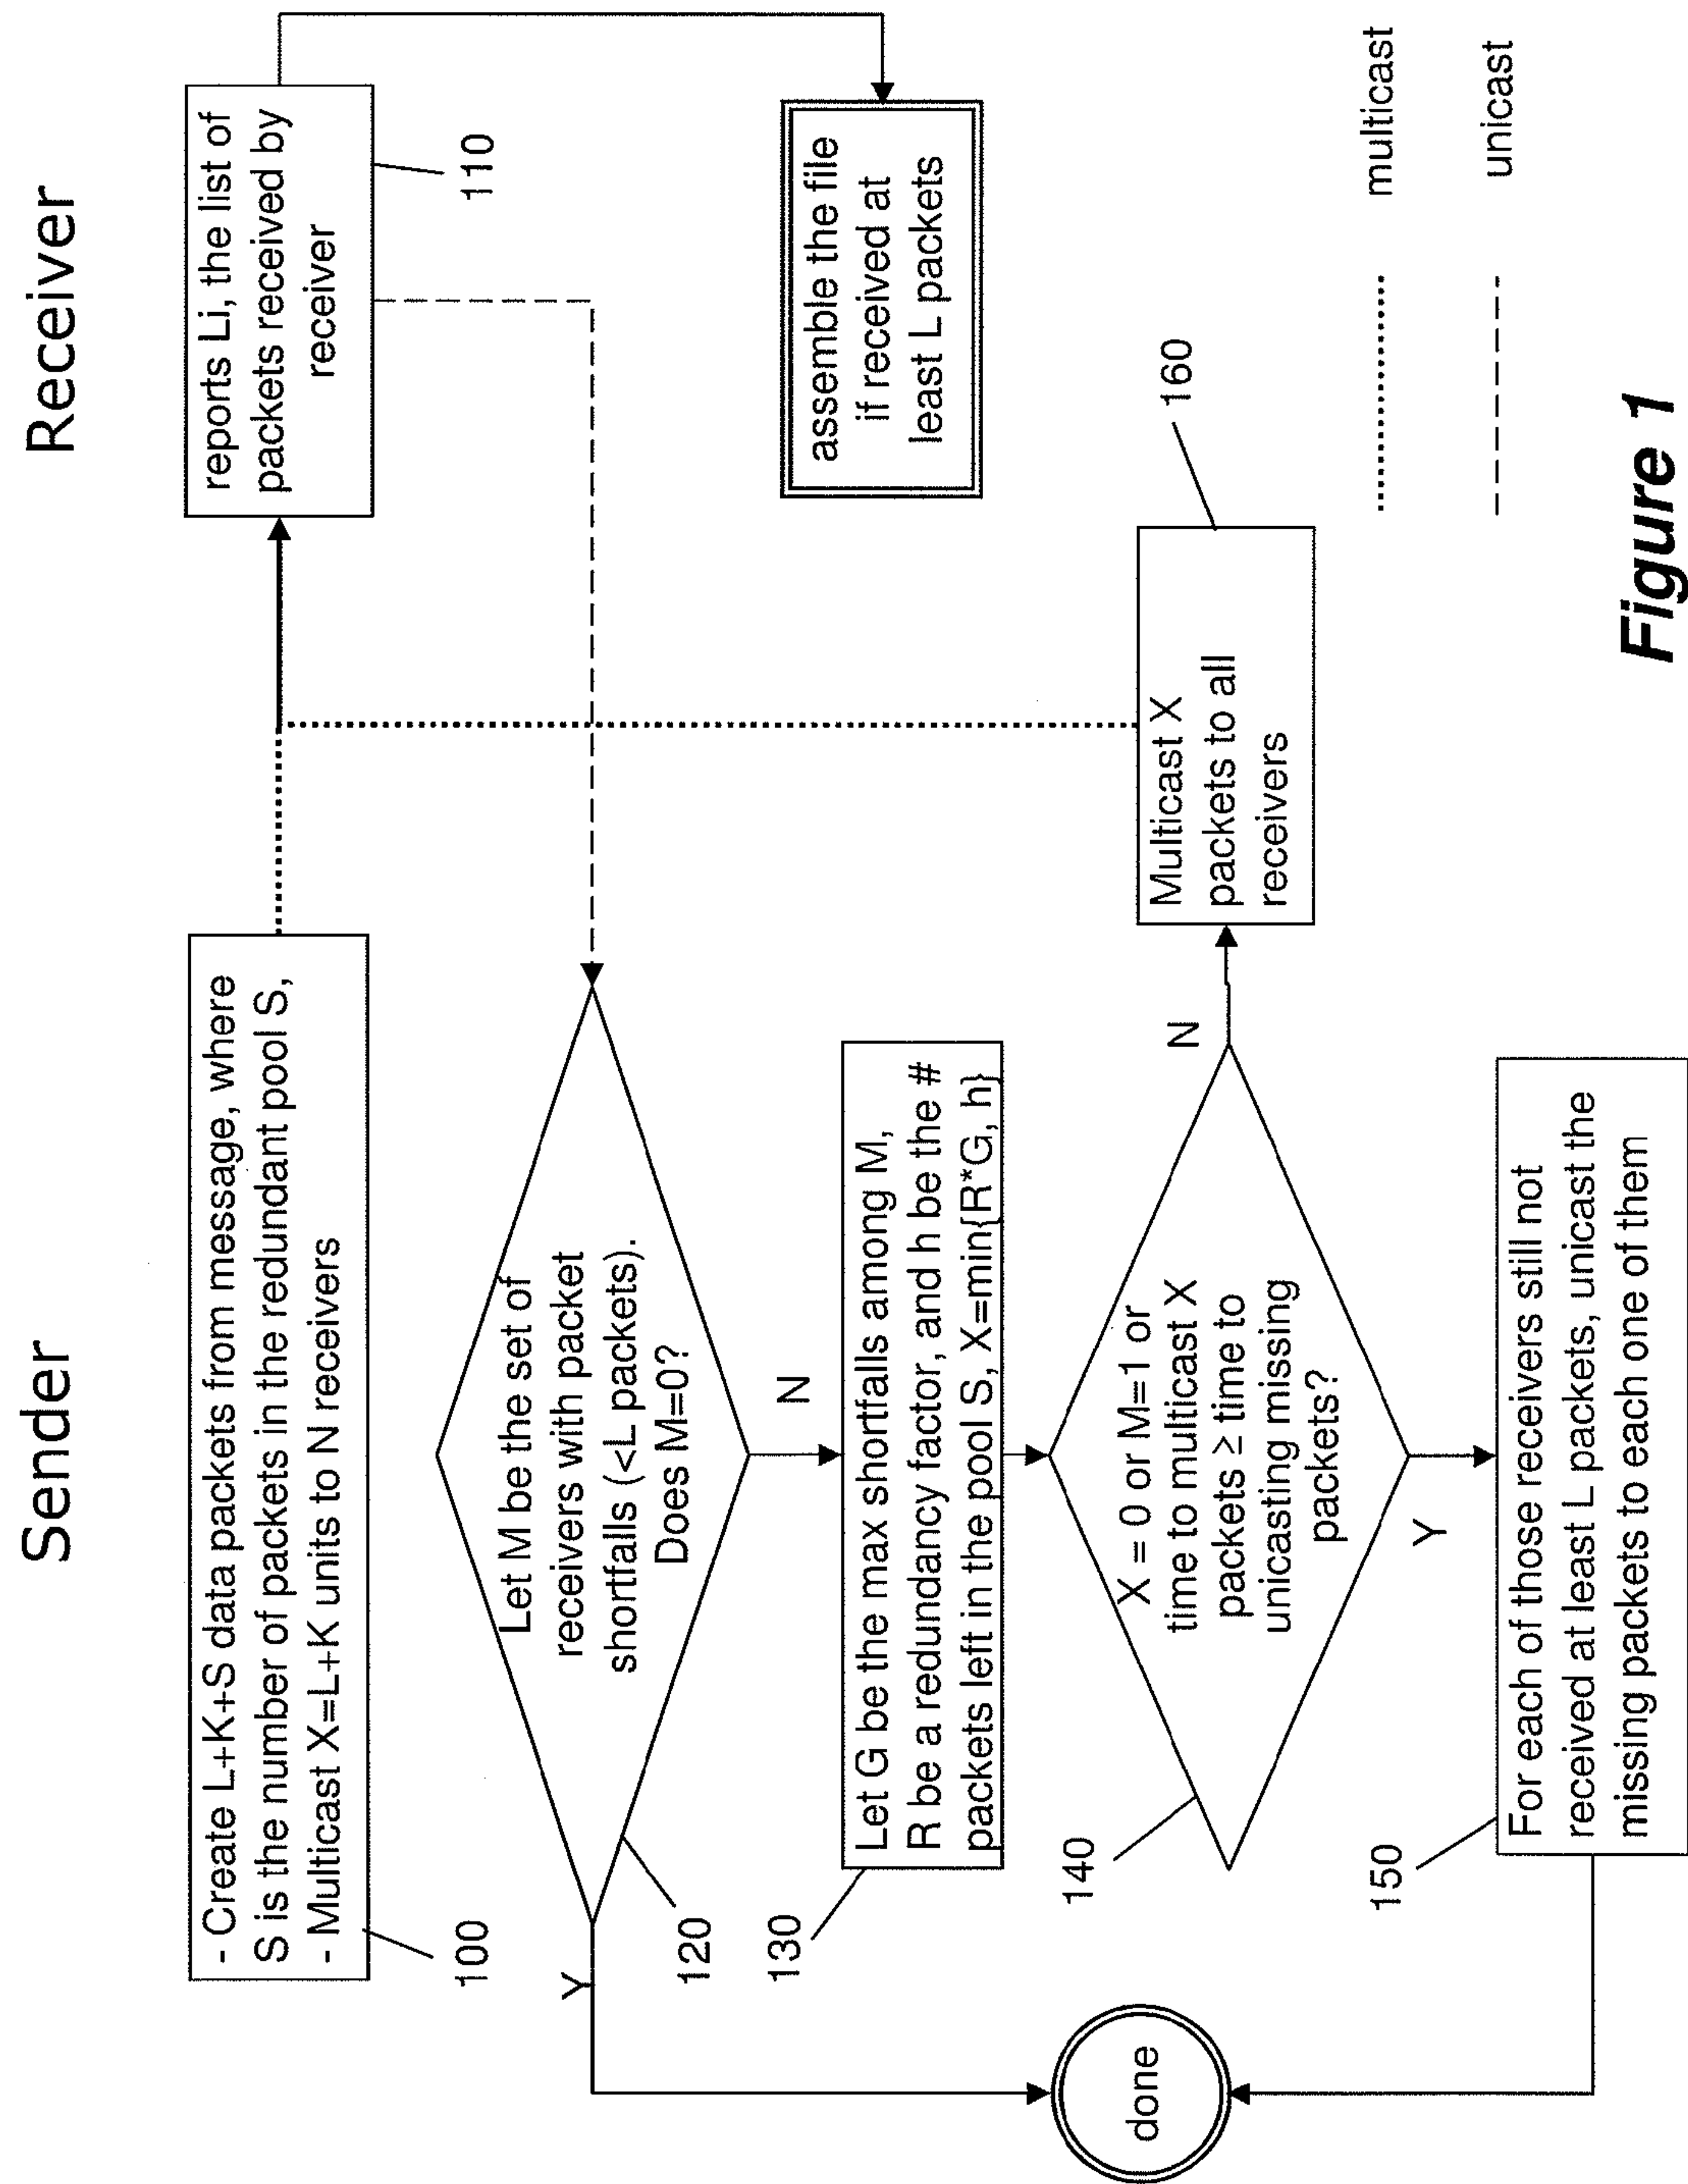 Sender
Receiver
- Create L+K+S data packets from message, where
S is the number of packets in the redundant pool S,
- Multicast X=L+K units to N receivers
100
reports Li, the list of
packets received by
receiver
110
Let M be the set of
receivers with packet
shortfalls (<L packets).
Does M=0?
Y
120
N
assemble the file
if received at
least L packets
130
Let G be the max shortfalls among M,
R be a redundancy factor, and h be the #
packets left in the pool S, X=min{R*G, h}
140
X = 0 or M=1 or
time to multicast X
packets ≥ time to
unicasting missing
packets?
N
Y
Multicast X
packets to all
receivers
160
done
150
For each of those receivers still not
received at least L packets, unicast the
missing packets to each one of them
multicast
unicast
Figure 1